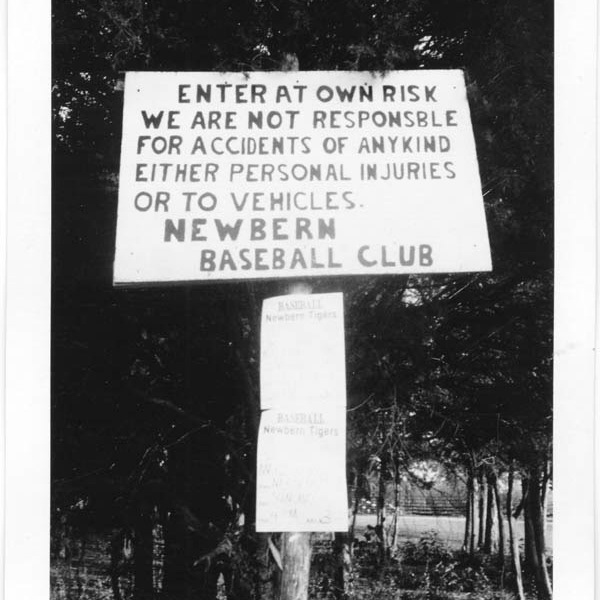 ENTER AT OWN RISK
WE ARE NOT RESPONSBLE
FOR ACCIDENTS OF ANYKIND
EITHER PERSONAL INJURIES
OR TO VEHICLES.
NEWBERN
BASEBALL CLUB
BASEBALL
Newbern Tigers
BASEBALL
Newbern Tigers